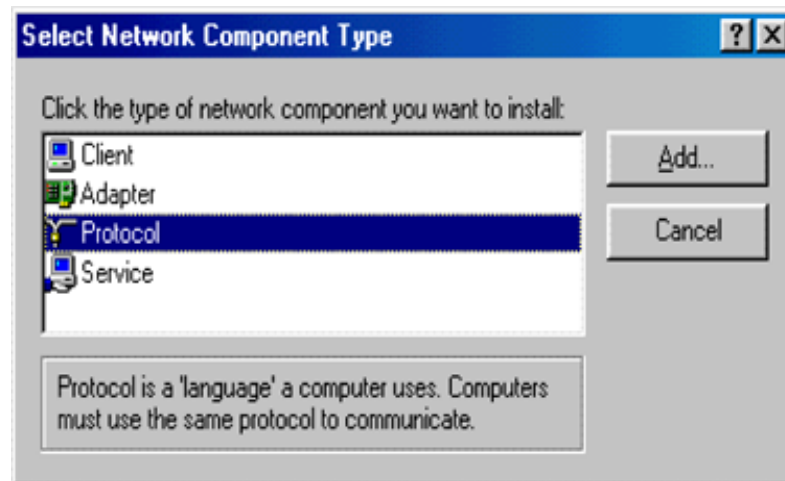 Select Network Component Type
Click the type of network component you want to install:
Client
Adapter
Protocol
Service
Add...
Cancel
Protocol is a 'language' a computer uses. Computers
must use the same protocol to communicate.